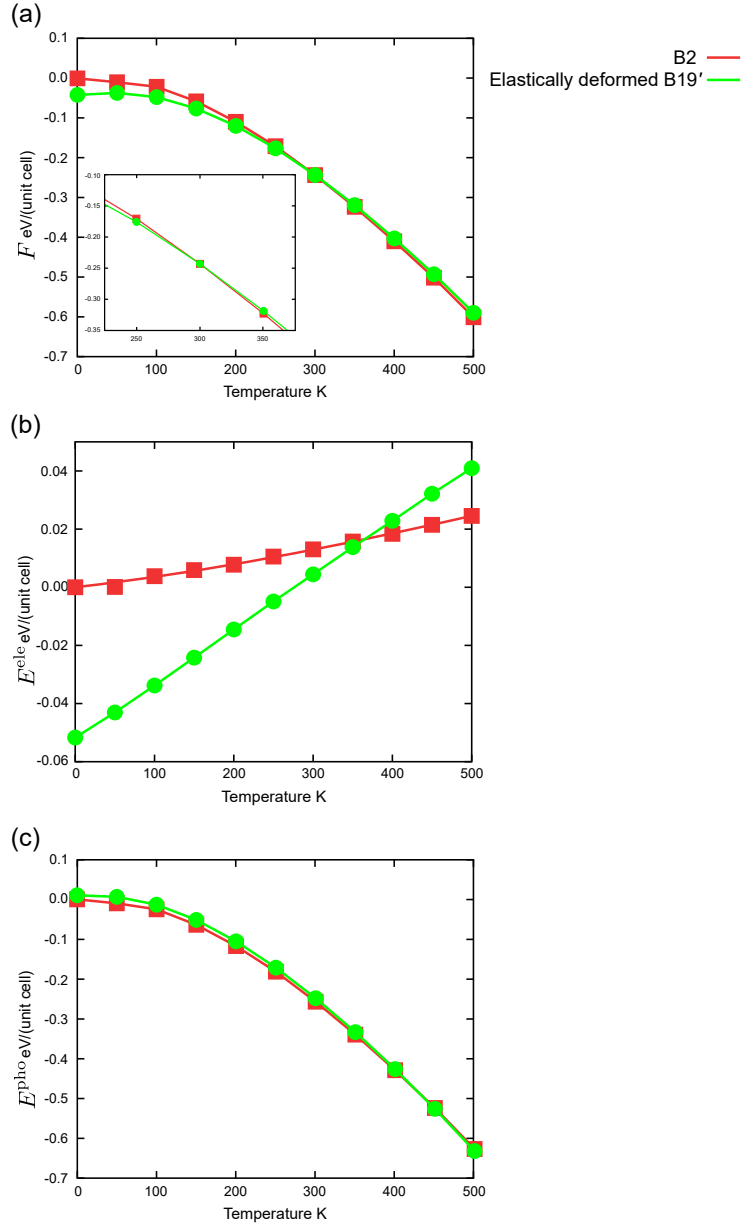 (a)
B2
Elastically deformed B19′
0.1
0.0
-0.1
-0.2
-0.3
-0.4
-0.5
-0.6
-0.7
F eV/(unit cell)
-0.10
-0.15
-0.20
-0.25
-0.30
-0.35
250 300 350
0 100 200 300 400 500
Temperature K
(b)
0.04
0.02
0.00
-0.02
-0.04
-0.06
E^ele eV/(unit cell)
0 100 200 300 400 500
Temperature K
(c)
0.1
0.0
-0.1
-0.2
-0.3
-0.4
-0.5
-0.6
-0.7
E^pho eV/(unit cell)
0 100 200 300 400 500
Temperature K